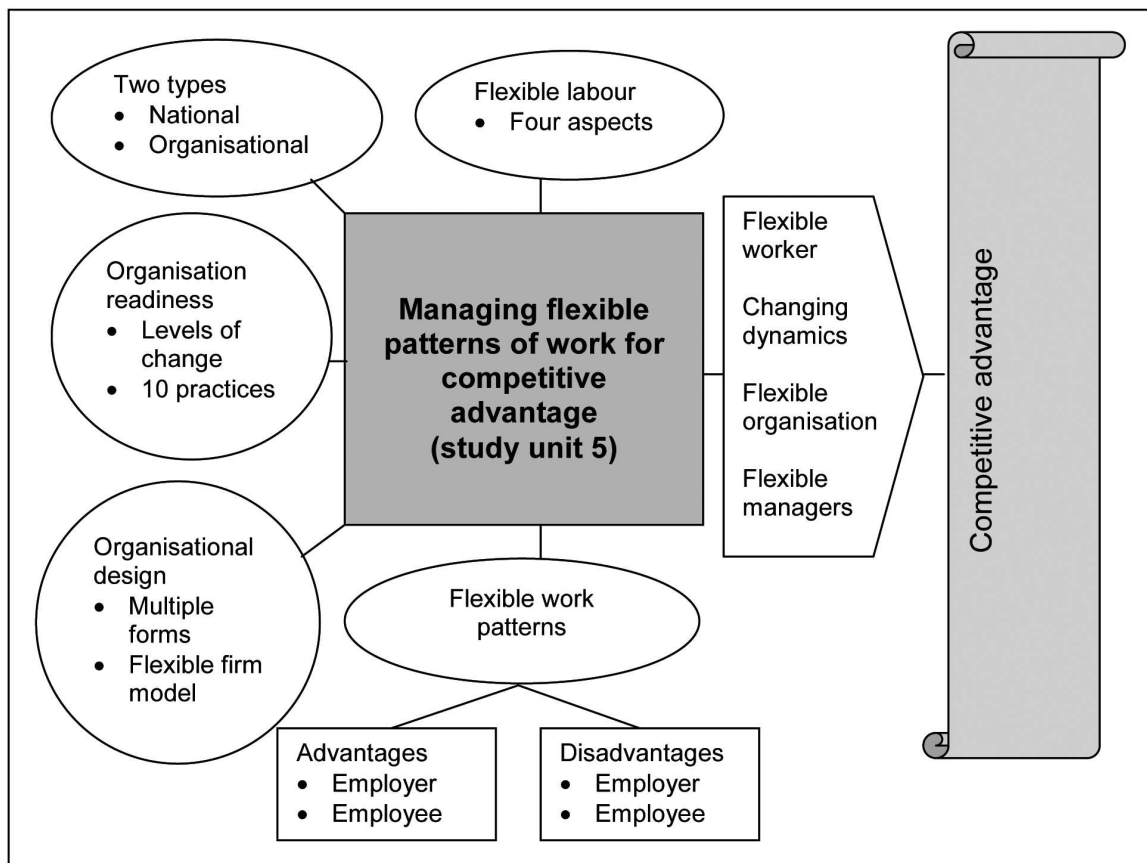 Two types
• National
• Organisational
Flexible labour
• Four aspects
Organisation
readiness
• Levels of
change
• 10 practices
Managing flexible
patterns of work for
competitive
advantage
(study unit 5)
Flexible
worker
Changing
dynamics
Flexible
organisation
Flexible
managers
Competitive advantage
Organisational
design
• Multiple
forms
• Flexible firm
model
Flexible work
patterns
Advantages
• Employer
• Employee
Disadvantages
• Employer
• Employee